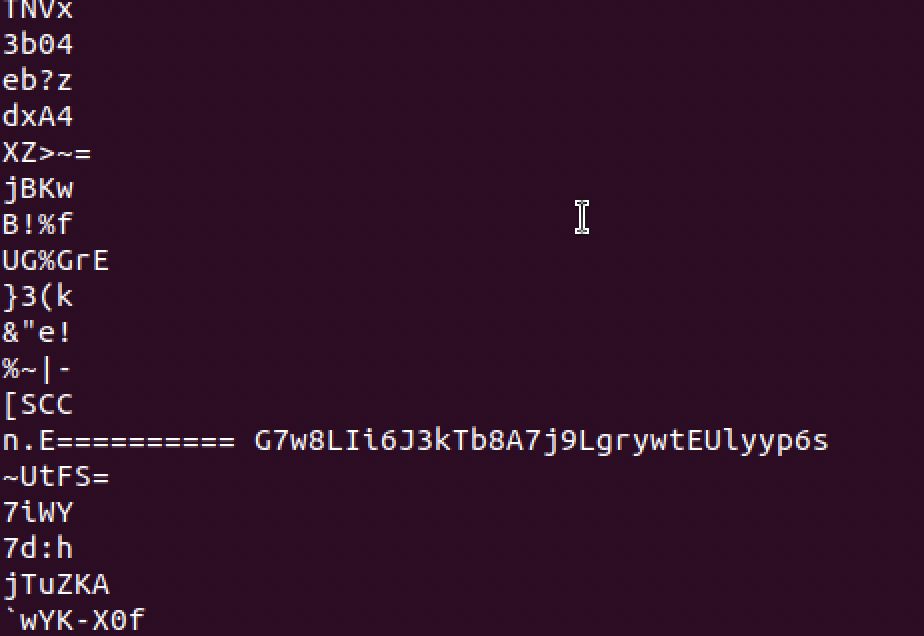 TNVx
3b04
eb?z
dxA4
XZ>~=
jBKw
B!%f
UG%GrE
}3(k
&"e!
%~|-
[SCC
n.E========== G7w8LIi6J3kTb8A7j9LgrywtEUlyyp6s
~UtFS=
7iWY
7d:h
jTuZKA
`wYK-X0f